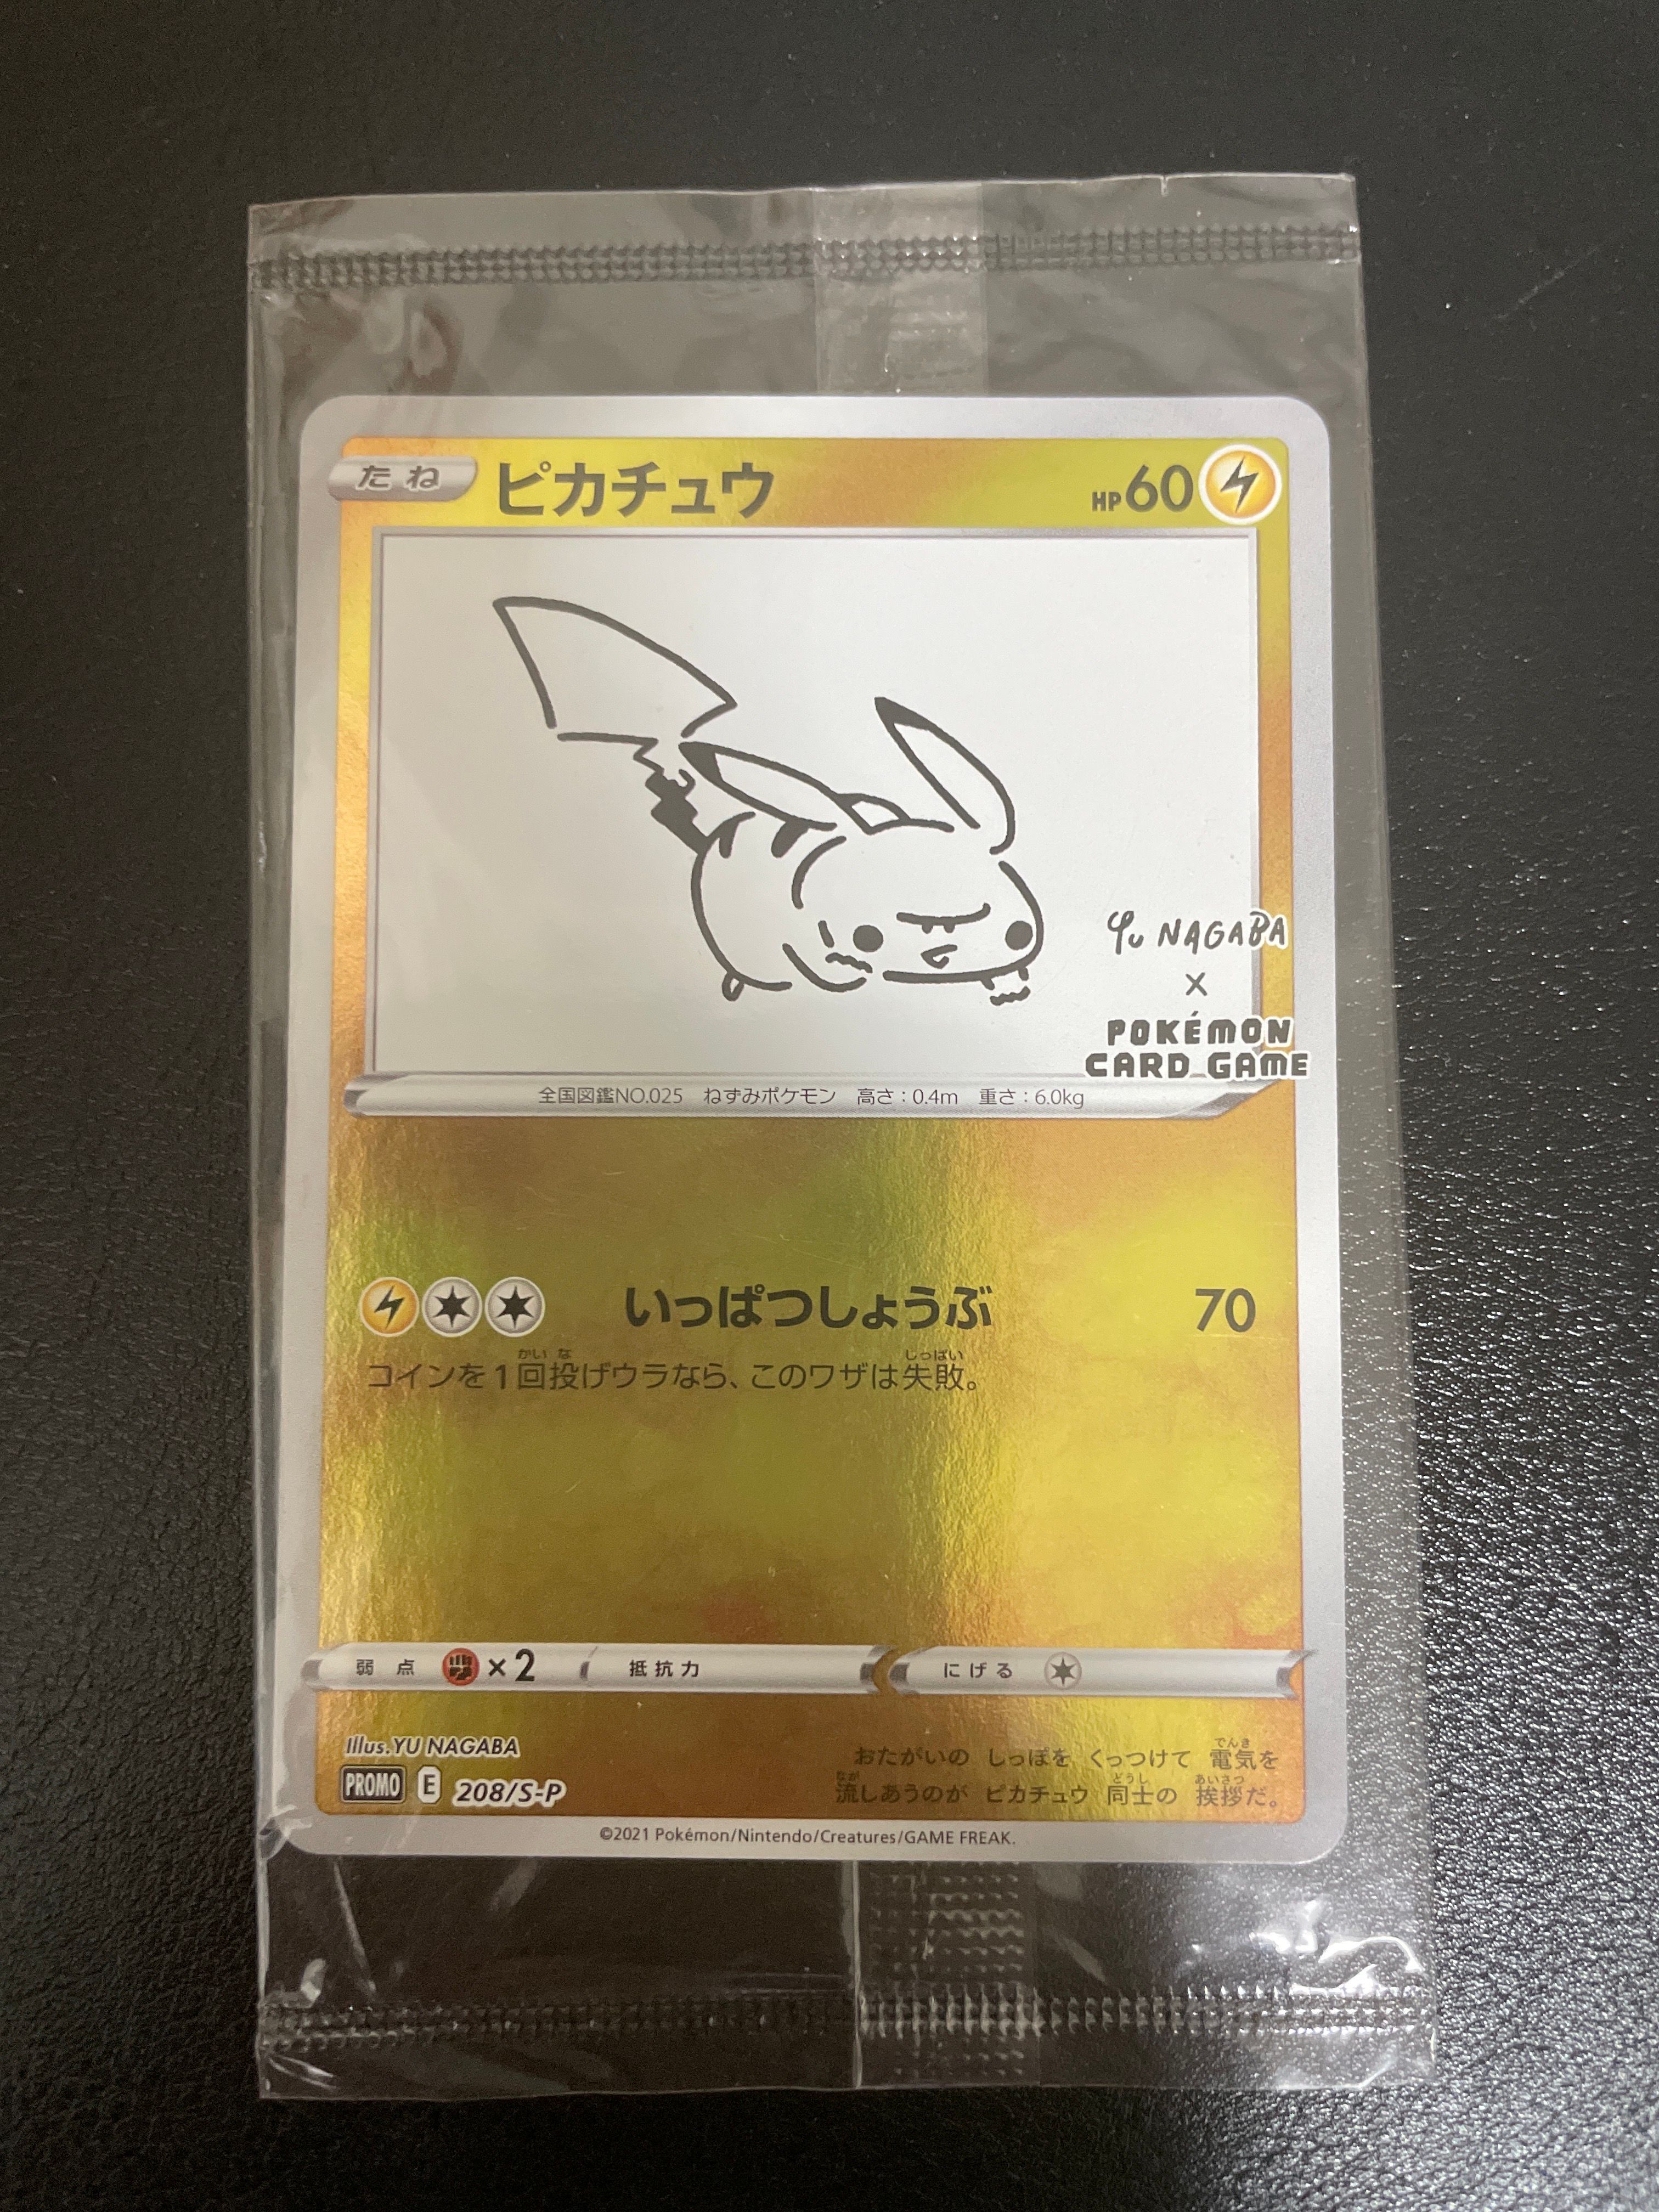 たね ピカチュウ HP60
YU NAGABA
×
POKÉMON
CARD GAME
全国図鑑NO.025 ねずみポケモン 高さ:0.4m 重さ:6.0kg
いっぱつしょうぶ 70
コインを1回投げウラなら、このワザは失敗。
弱点 ×2 抵抗力 にげる
Illus.YU NAGABA
PROMO E 208/S-P
おたがいの しっぽを くっつけて 電気を
流しあうのが ピカチュウ 同士の 挨拶だ。
©2021 Pokémon/Nintendo/Creatures/GAME FREAK.